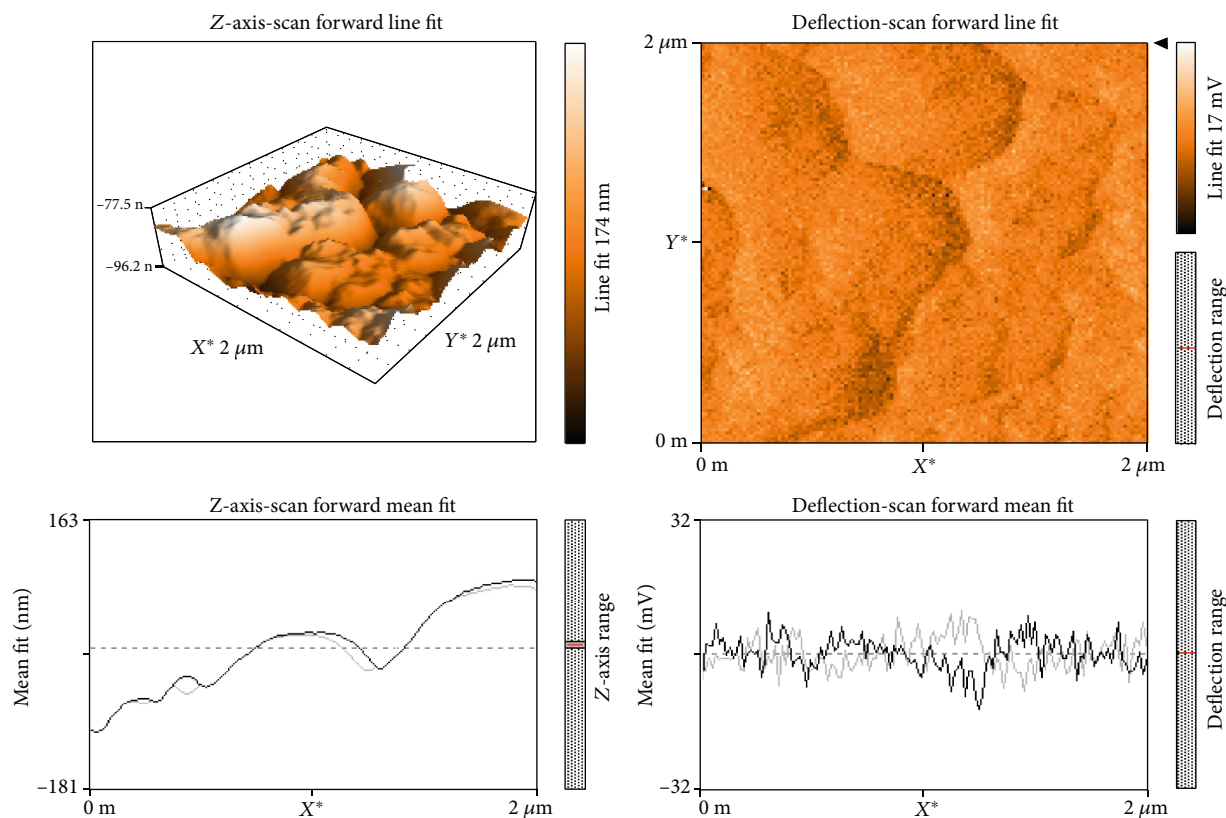 Z-axis-scan forward line fit
−77.5 n
−96.2 n
X* 2 μm
Y* 2 μm
Line fit 174 nm
Deflection-scan forward line fit
2 μm
Y*
0 m
0 m
X*
2 μm
Line fit 17 mV
Deflection range
Z-axis-scan forward mean fit
163
Mean fit (nm)
−181
0 m
X*
2 μm
Z-axis range
Deflection-scan forward mean fit
32
Mean fit (mV)
−32
0 m
X*
2 μm
Deflection range